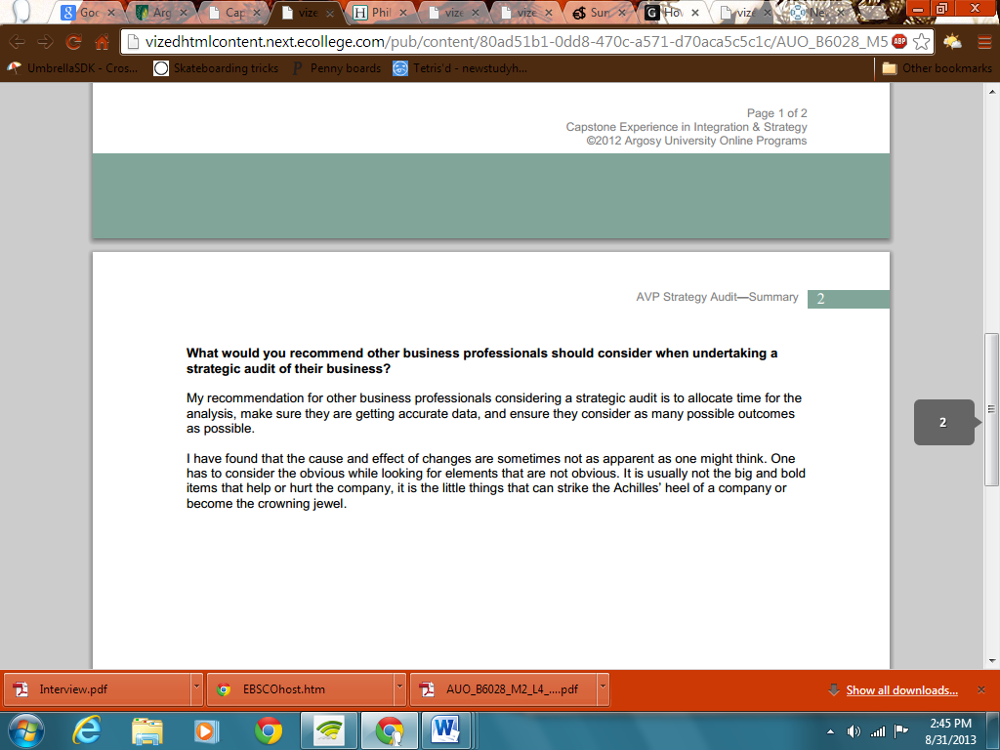 Goo
Arg
Cap
vize
Phil
vize
vize
Sun
Ho
vize
Ne
vizedhtmlcontent.next.ecollege.com/pub/content/80ad51b1-0dd8-470c-a571-d70aca5c5c1c/AUO_B6028_M5
ABP
UmbrellaSDK - Cros...
Skateboarding tricks
Penny boards
Tetris'd - newstudyh...
Other bookmarks
Page 1 of 2
Capstone Experience in Integration & Strategy
©2012 Argosy University Online Programs
AVP Strategy Audit—Summary 2
What would you recommend other business professionals should consider when undertaking a
strategic audit of their business?
My recommendation for other business professionals considering a strategic audit is to allocate time for the
analysis, make sure they are getting accurate data, and ensure they consider as many possible outcomes
as possible.
I have found that the cause and effect of changes are sometimes not as apparent as one might think. One
has to consider the obvious while looking for elements that are not obvious. It is usually not the big and bold
items that help or hurt the company, it is the little things that can strike the Achilles' heel of a company or
become the crowning jewel.
2
Interview.pdf
EBSCOhost.htm
AUO_B6028_M2_L4_....pdf
Show all downloads...
2:45 PM
8/31/2013